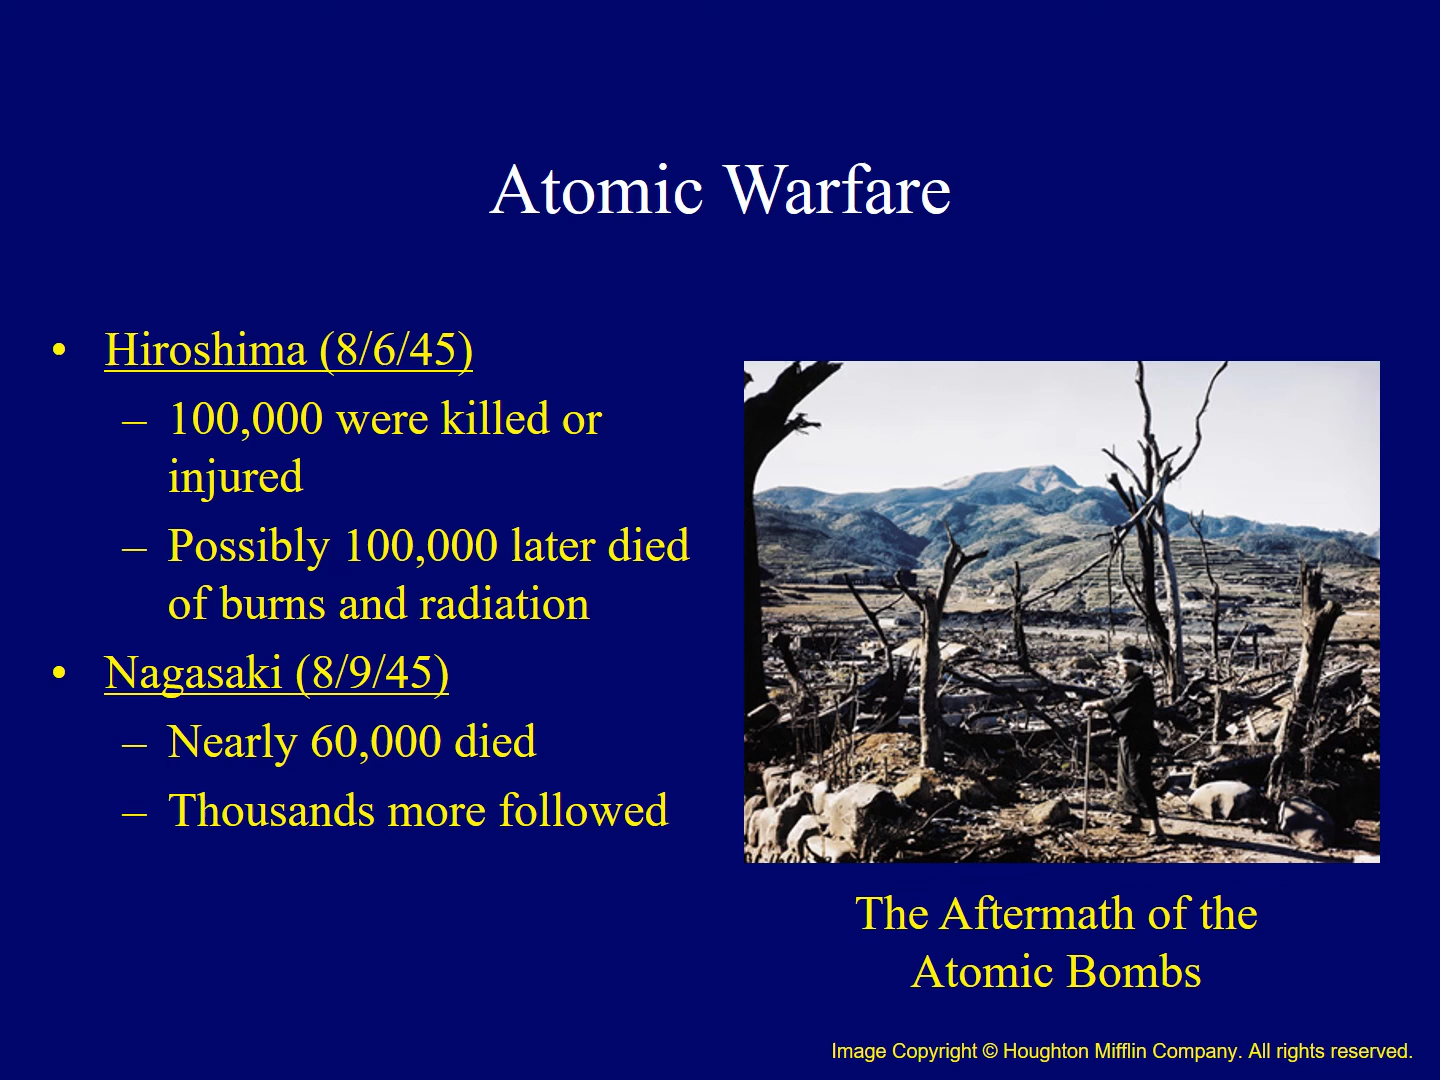 Atomic Warfare
• Hiroshima (8/6/45)
– 100,000 were killed or
injured
– Possibly 100,000 later died
of burns and radiation
• Nagasaki (8/9/45)
– Nearly 60,000 died
– Thousands more followed
The Aftermath of the
Atomic Bombs
Image Copyright © Houghton Mifflin Company. All rights reserved.